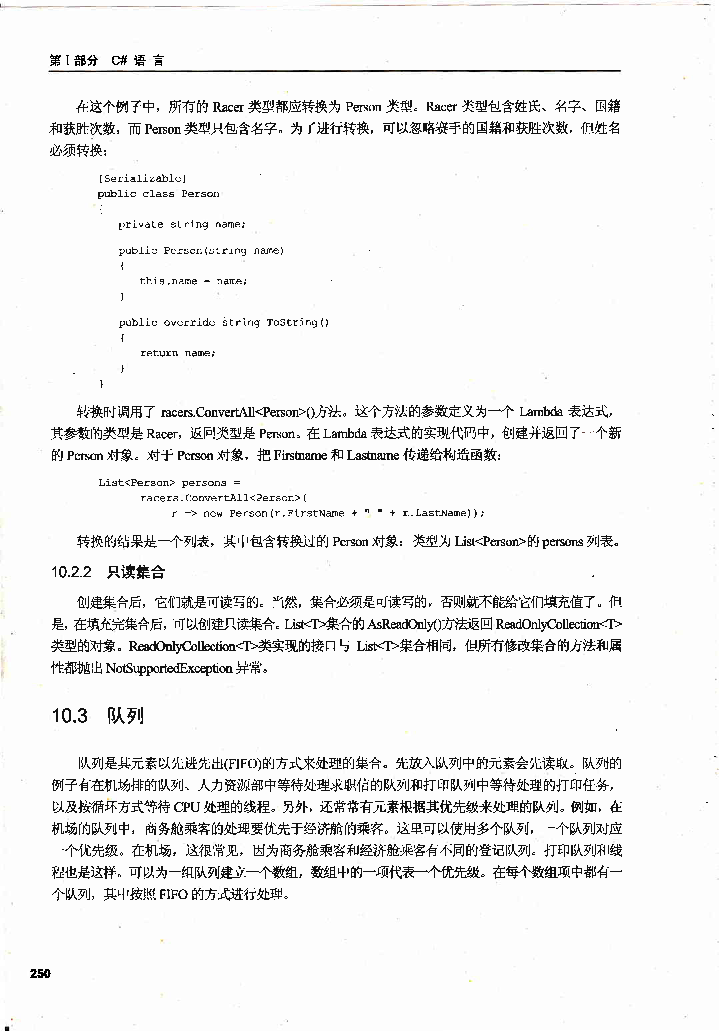 第Ⅰ部分 C# 语 言
在这个例子中，所有的 Racer 类型都应转换为 Person 类型。Racer 类型包含姓氏、名字、国籍
和获胜次数，而 Person 类型只包含名字。为了进行转换，可以忽略赛手的国籍和获胜次数，但姓名
必须转换：
[Serializable]
public class Person
{
private string name;
public Person(string name)
{
this.name = name;
}
public override string ToString()
{
return name;
}
}
转换时调用了 racers.ConvertAll<Person>()方法。这个方法的参数定义为一个 Lambda 表达式，
其参数的类型是 Racer，返回类型是 Person。在 Lambda 表达式的实现代码中，创建并返回了一个新
的 Person 对象。对于 Person 对象，把 Firstname 和 Lastname 传递给构造函数：
List<Person> persons =
racers.ConvertAll<Person>(
r => new Person(r.FirstName + " " + r.LastName));
转换的结果是一个列表，其中包含转换过的 Person 对象：类型为 List<Person>的 persons 列表。
10.2.2 只读集合
创建集合后，它们就是可读写的。当然，集合必须是可读写的，否则就不能给它们填充值了。但
是，在填充完集合后，可以创建只读集合。List<T>集合的 AsReadOnly()方法返回 ReadOnlyCollection<T>
类型的对象。ReadOnlyCollection<T>类实现的接口与 List<T>集合相同，但所有修改集合的方法和属
性都抛出 NotSupportedException 异常。
10.3 队列
队列是其元素以先进先出(FIFO)的方式来处理的集合。先放入队列中的元素会先读取。队列的
例子有在机场排的队列、人力资源部中等待处理求职信的队列和打印队列中等待处理的打印任务，
以及按循环方式等待 CPU 处理的线程。另外，还常常有元素根据其优先级来处理的队列。例如，在
机场的队列中，商务舱乘客的处理要优先于经济舱的乘客。这里可以使用多个队列，一个队列对应
一个优先级。在机场，这很常见，因为商务舱乘客和经济舱乘客有不同的登记队列。打印队列和线
程也是这样。可以为一组队列建立一个数组，数组中的一项代表一个优先级。在每个数组项中都有一
个队列，其中按照 FIFO 的方式进行处理。
250